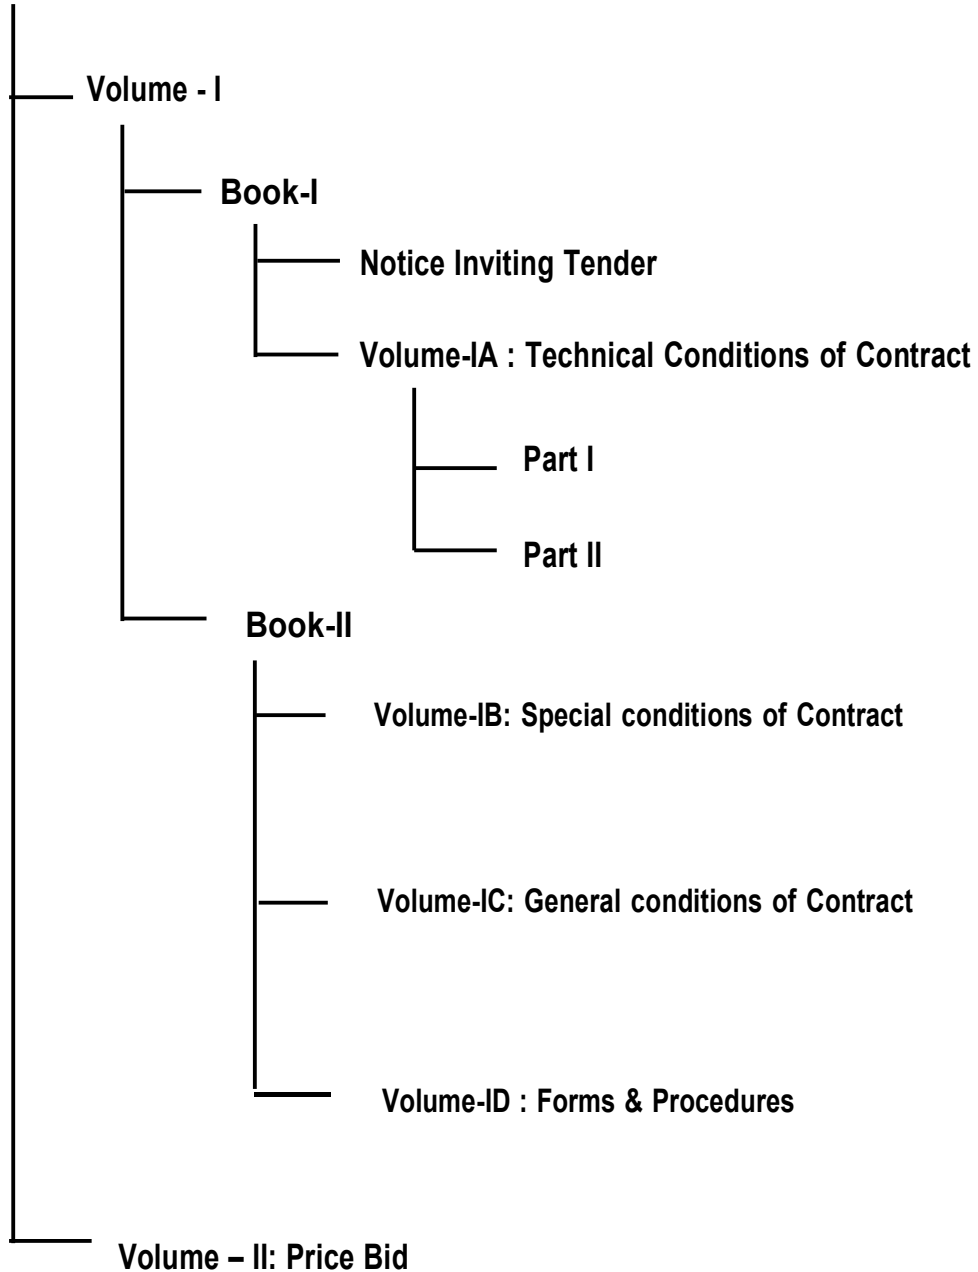 Volume - I
Book-I
Notice Inviting Tender
Volume-IA : Technical Conditions of Contract
Part I
Part II
Book-II
Volume-IB: Special conditions of Contract
Volume-IC: General conditions of Contract
Volume-ID : Forms & Procedures
Volume – II: Price Bid